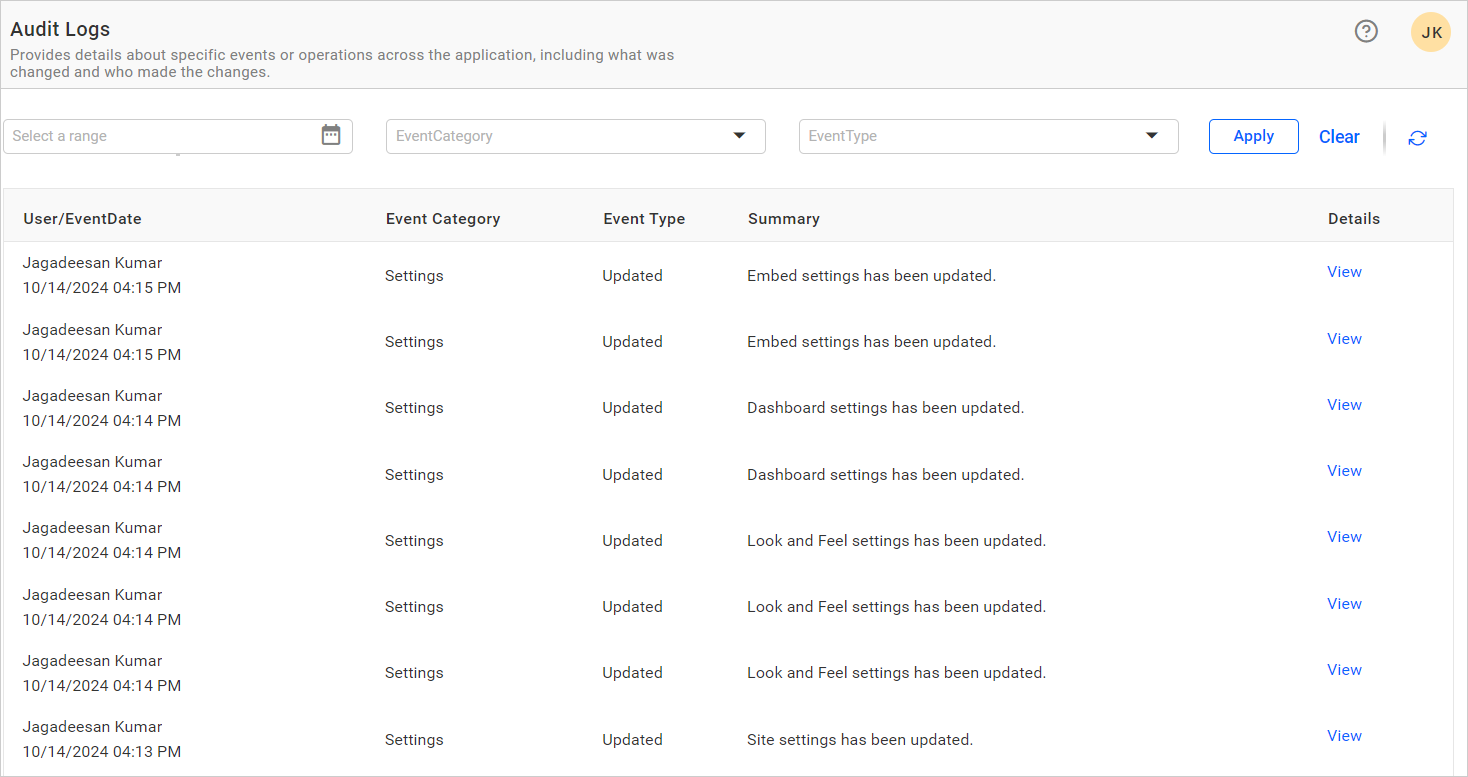 Audit Logs
Provides details about specific events or operations across the application, including what was
changed and who made the changes.
JK
Select a range
EventCategory
EventType
Apply
Clear
User/EventDate Event Category Event Type Summary Details
Jagadeesan Kumar
10/14/2024 04:15 PM
Settings Updated Embed settings has been updated. View
Jagadeesan Kumar
10/14/2024 04:15 PM
Settings Updated Embed settings has been updated. View
Jagadeesan Kumar
10/14/2024 04:14 PM
Settings Updated Dashboard settings has been updated. View
Jagadeesan Kumar
10/14/2024 04:14 PM
Settings Updated Dashboard settings has been updated. View
Jagadeesan Kumar
10/14/2024 04:14 PM
Settings Updated Look and Feel settings has been updated. View
Jagadeesan Kumar
10/14/2024 04:14 PM
Settings Updated Look and Feel settings has been updated. View
Jagadeesan Kumar
10/14/2024 04:14 PM
Settings Updated Look and Feel settings has been updated. View
Jagadeesan Kumar
10/14/2024 04:13 PM
Settings Updated Site settings has been updated. View